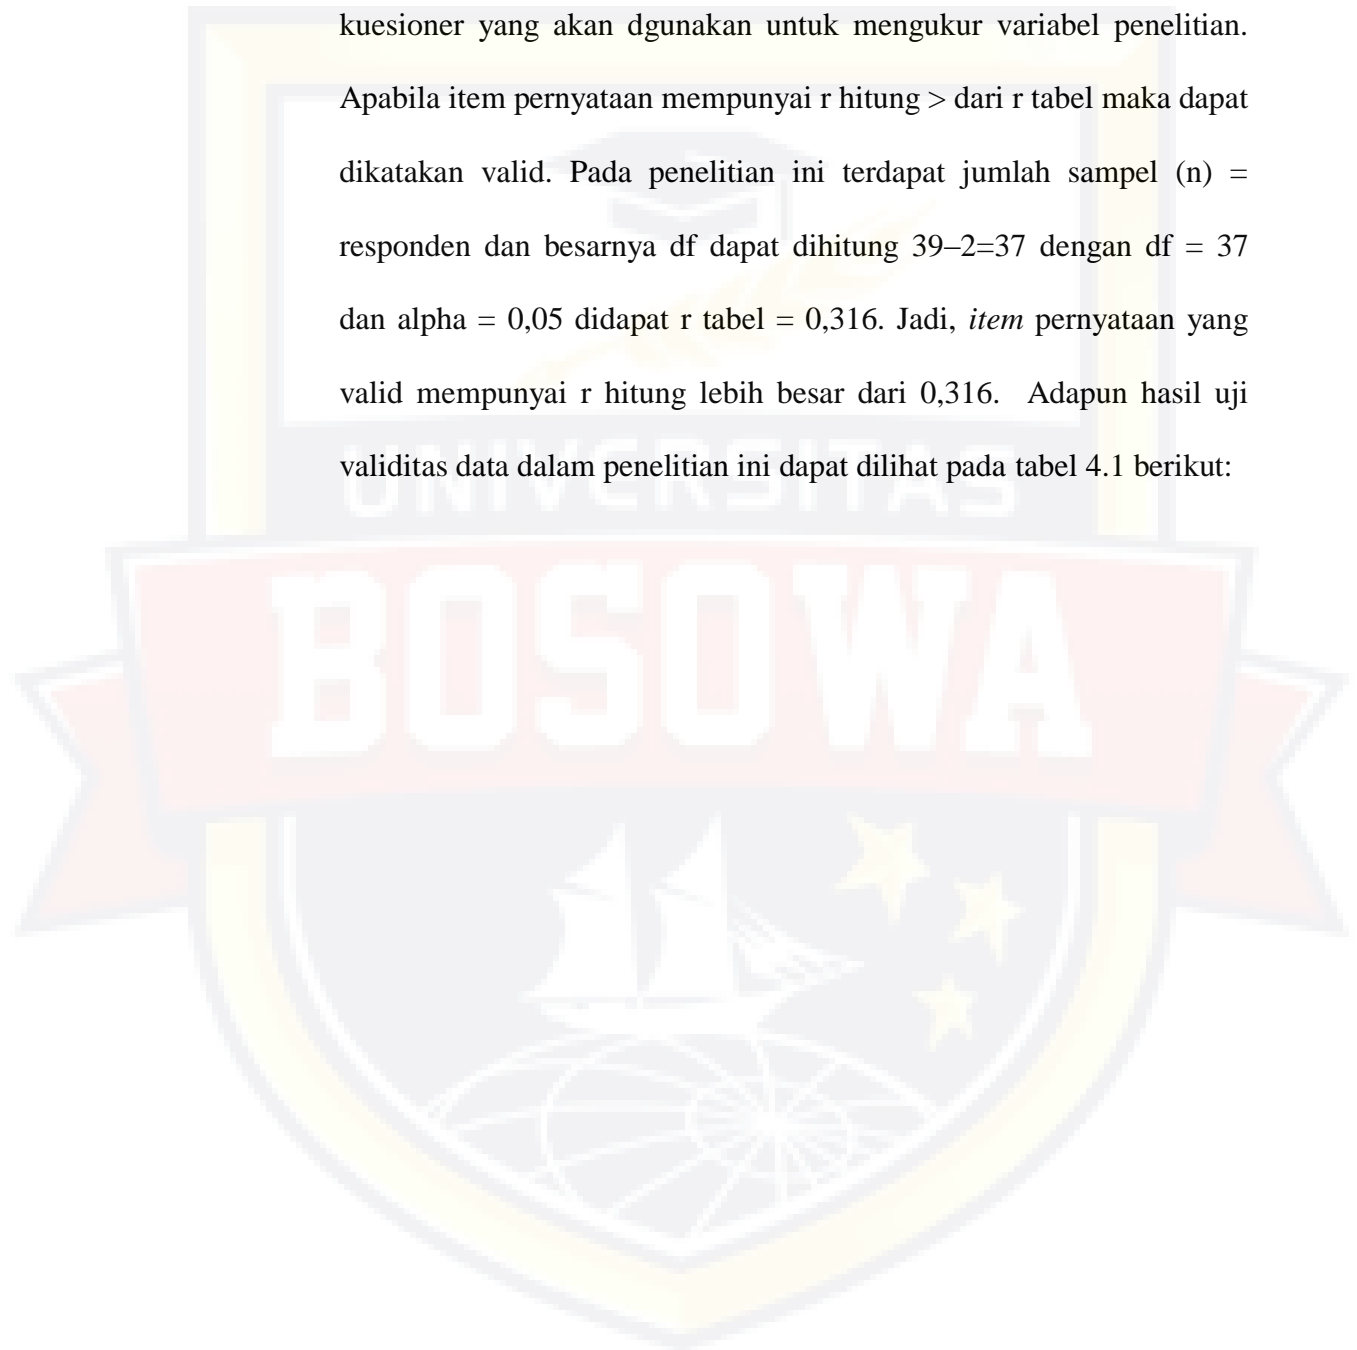 kuesioner yang akan dgunakan untuk mengukur variabel penelitian.
Apabila item pernyataan mempunyai r hitung > dari r tabel maka dapat
dikatakan valid. Pada penelitian ini terdapat jumlah sampel (n) =
responden dan besarnya df dapat dihitung 39–2=37 dengan df = 37
dan alpha = 0,05 didapat r tabel = 0,316. Jadi, item pernyataan yang
valid mempunyai r hitung lebih besar dari 0,316. Adapun hasil uji
validitas data dalam penelitian ini dapat dilihat pada tabel 4.1 berikut:
UNIVERSITAS
BOSOWA